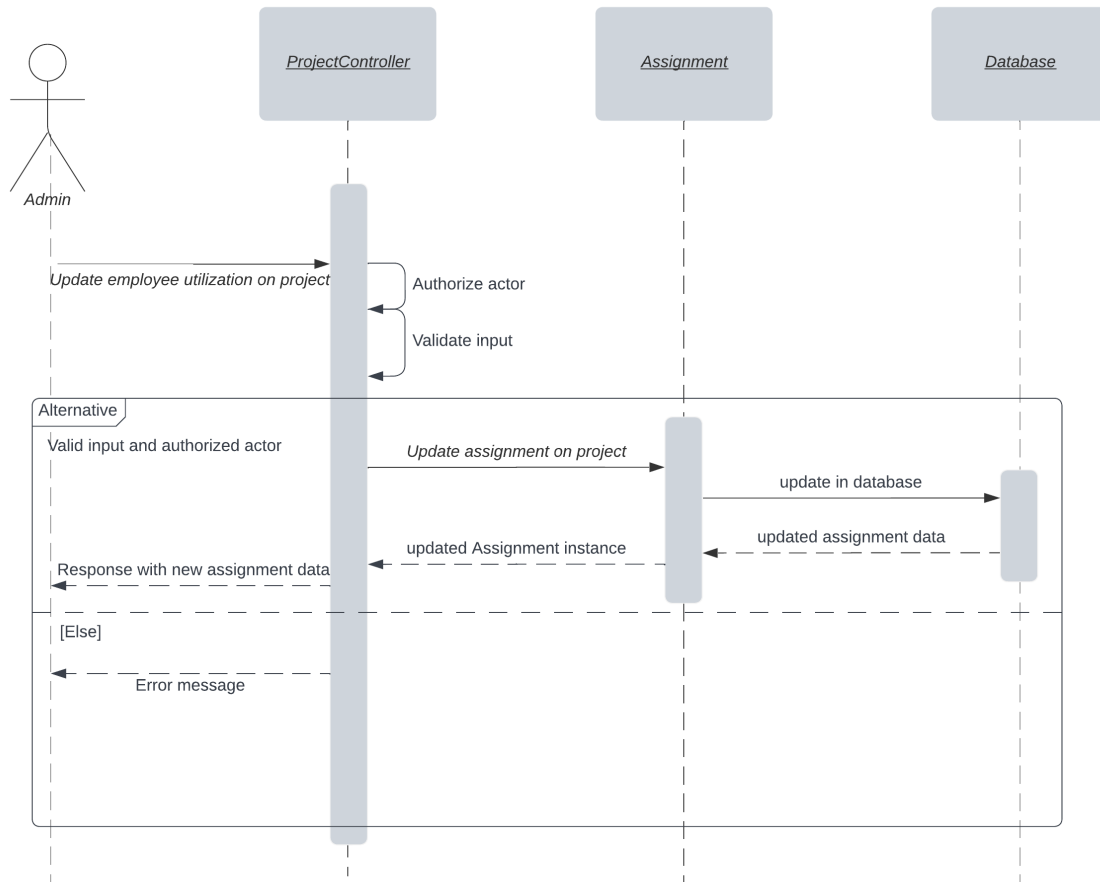 ProjectController
Assignment
Database
Admin
Update employee utilization on project
Authorize actor
Validate input
Alternative
Valid input and authorized actor
Update assignment on project
update in database
updated assignment data
updated Assignment instance
Response with new assignment data
[Else]
Error message